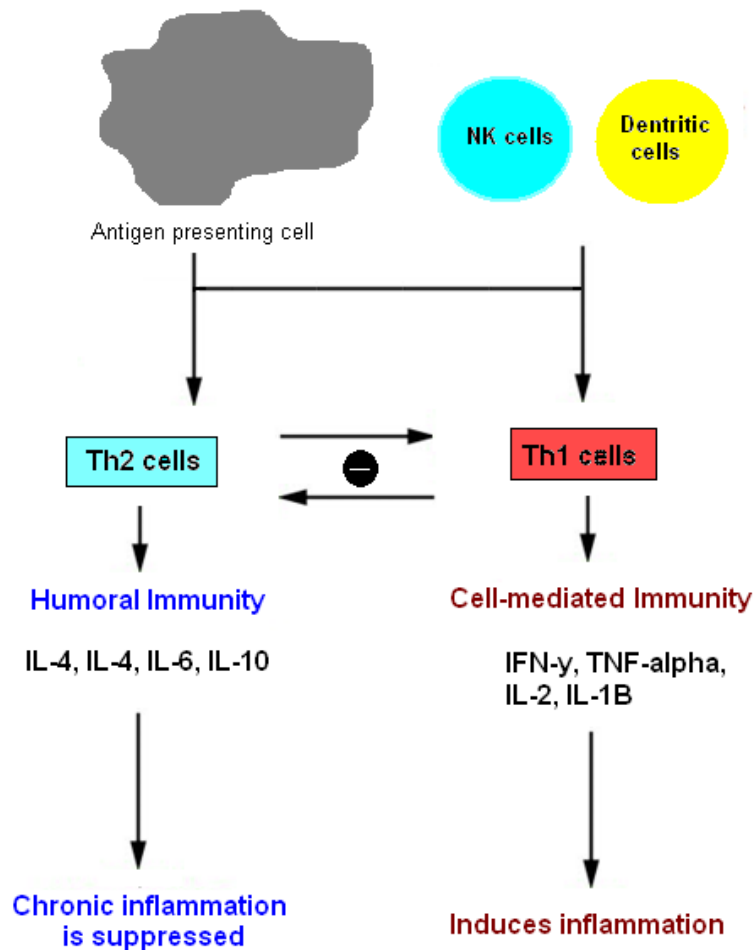 NK cells
Dentritic
cells
Antigen presenting cell
Th2 cells
Th1 cells
Humoral Immunity
Cell-mediated Immunity
IL-4, IL-4, IL-6, IL-10
IFN-y, TNF-alpha,
IL-2, IL-1B
Chronic inflammation
is suppressed
Induces inflammation